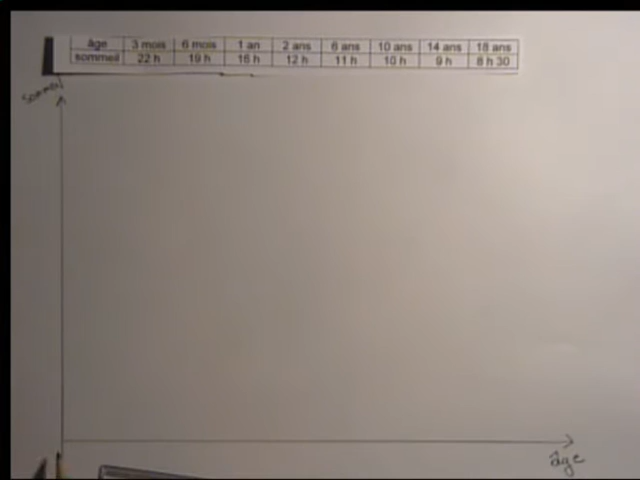 âge 3 mois 6 mois 1 an 2 ans 6 ans 10 ans 14 ans 18 ans
sommeil 22 h 19 h 16 h 12 h 11 h 10 h 9 h 8 h 30
sommeil
âge